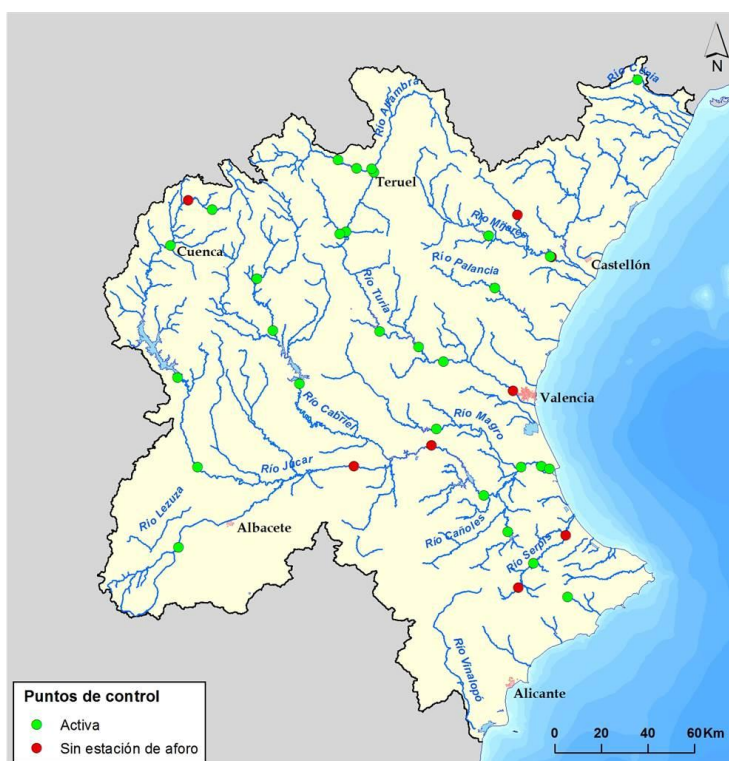 Río Cenia
N
Río Alfambra
Teruel
Río Mijares
Cuenca
Castellón
Río Palancia
Río Turia
Valencia
Río Cabriel
Río Magro
Río Júcar
Río Lezuza
Albacete
Río Cañoles
Río Serpis
Río Vinalopó
Alicante
Puntos de control
Activa
Sin estación de aforo
0 20 40 60 Km